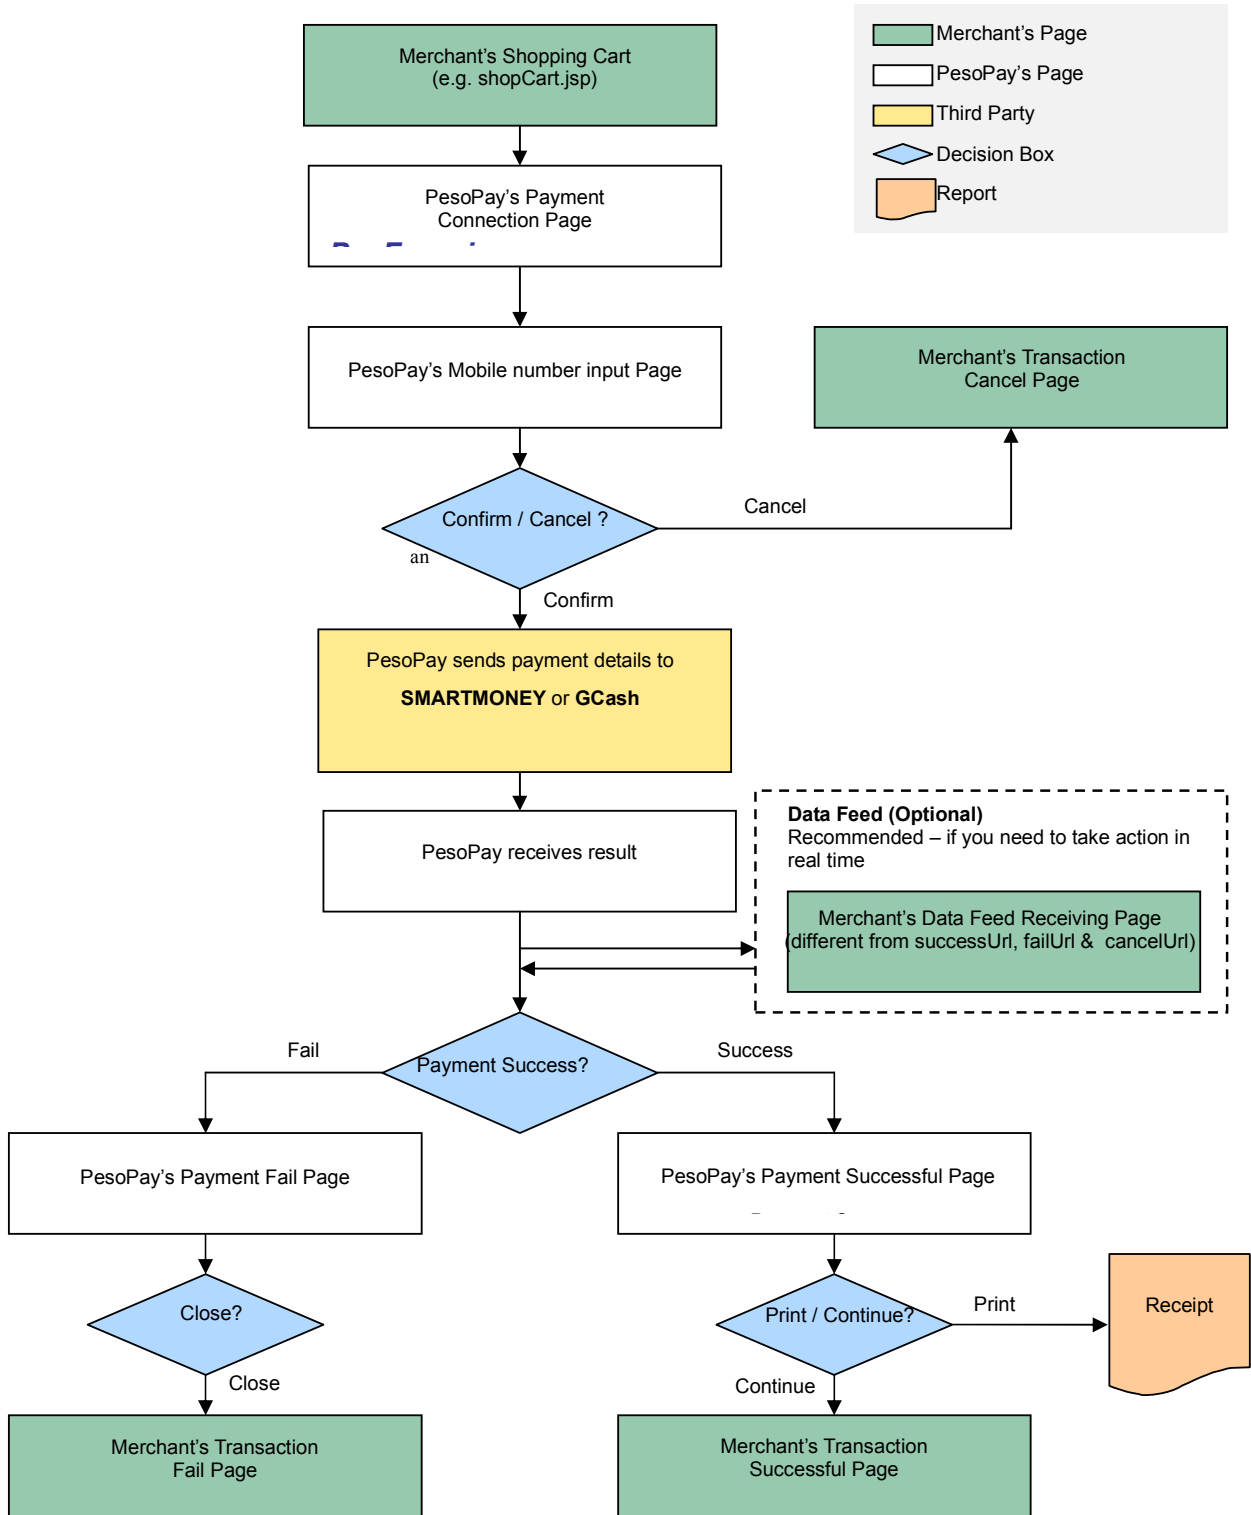 Merchant's Shopping Cart
(e.g. shopCart.jsp)
Merchant's Page
PesoPay's Page
Third Party
Decision Box
Report
PesoPay's Payment
Connection Page
PesoPay's Mobile number input Page
Merchant's Transaction
Cancel Page
Confirm / Cancel ?
Cancel
an
Confirm
PesoPay sends payment details to
SMARTMONEY or GCash
PesoPay receives result
Data Feed (Optional)
Recommended – if you need to take action in
real time
Merchant's Data Feed Receiving Page
(different from successUrl, failUrl & cancelUrl)
Payment Success?
Fail
Success
PesoPay's Payment Fail Page
PesoPay's Payment Successful Page
Close?
Print / Continue?
Print
Receipt
Close
Continue
Merchant's Transaction
Fail Page
Merchant's Transaction
Successful Page